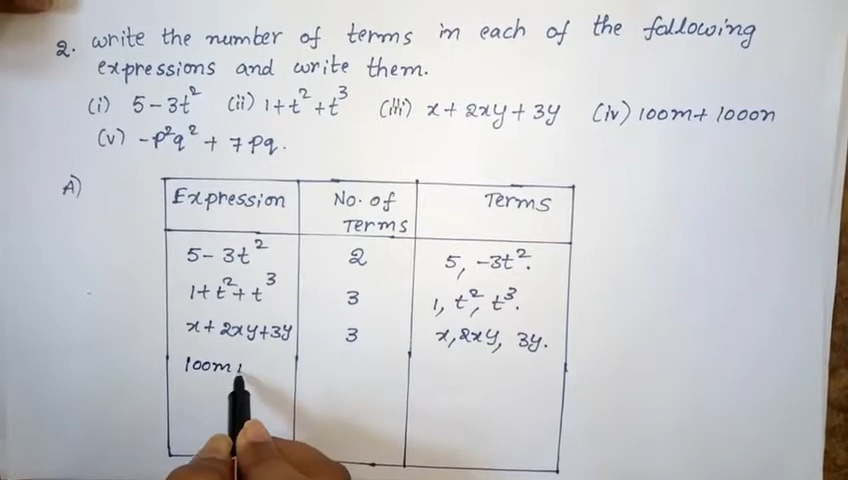 2. Write the number of terms in each of the following
expressions and write them.
(i) 5-3t² (ii) 1+t²+t³ (iii) x+2xy+3y (iv) 100m+1000n
(v) -p²q²+7pq.
A)
Expression No. of Terms Terms
5-3t² 2 5, -3t².
1+t²+t³ 3 1, t², t³.
x+2xy+3y 3 x, 2xy, 3y.
100m